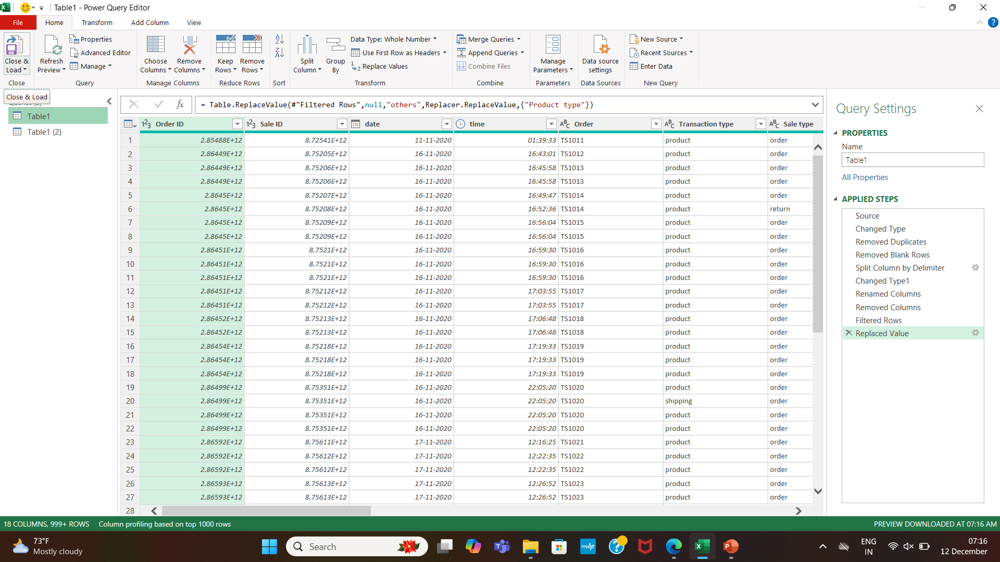 Table1 - Power Query Editor
File Home Transform Add Column View
?
Close & Load
Refresh Preview
Properties
Advanced Editor
Manage
Choose Columns
Remove Columns
Keep Rows
Remove Rows
Split Column
Group By
Data Type: Whole Number
Use First Row as Headers
Replace Values
Merge Queries
Append Queries
Combine Files
Manage Parameters
Data source settings
New Source
Recent Sources
Enter Data
Close Query Manage Columns Reduce Rows Sort Transform Combine Parameters Data Sources New Query
Close & Load
Table1
Table1 (2)
fx = Table.ReplaceValue(#"Filtered Rows",null,"others",Replacer.ReplaceValue,{"Product type"})
Order ID Sale ID date time Order Transaction type Sale type
1 2.85488E+12 8.72541E+12 11-11-2020 01:39:33 TS1011 product order
2 2.86449E+12 8.75205E+12 16-11-2020 16:43:01 TS1012 product order
3 2.86449E+12 8.75206E+12 16-11-2020 16:45:58 TS1013 product order
4 2.86449E+12 8.75206E+12 16-11-2020 16:45:58 TS1013 product order
5 2.8645E+12 8.75207E+12 16-11-2020 16:49:47 TS1014 product order
6 2.8645E+12 8.75208E+12 16-11-2020 16:52:36 TS1014 product return
7 2.8645E+12 8.75209E+12 16-11-2020 16:56:04 TS1015 product order
8 2.8645E+12 8.75209E+12 16-11-2020 16:56:04 TS1015 product order
9 2.86451E+12 8.7521E+12 16-11-2020 16:59:30 TS1016 product order
10 2.86451E+12 8.7521E+12 16-11-2020 16:59:30 TS1016 product order
11 2.86451E+12 8.7521E+12 16-11-2020 16:59:30 TS1016 product order
12 2.86451E+12 8.75212E+12 16-11-2020 17:03:55 TS1017 product order
13 2.86451E+12 8.75212E+12 16-11-2020 17:03:55 TS1017 product order
14 2.86452E+12 8.75213E+12 16-11-2020 17:06:48 TS1018 product order
15 2.86452E+12 8.75213E+12 16-11-2020 17:06:48 TS1018 product order
16 2.86454E+12 8.75218E+12 16-11-2020 17:19:33 TS1019 product order
17 2.86454E+12 8.75218E+12 16-11-2020 17:19:33 TS1019 product order
18 2.86454E+12 8.75218E+12 16-11-2020 17:19:33 TS1019 product order
19 2.86499E+12 8.75351E+12 16-11-2020 22:05:20 TS1020 product order
20 2.86499E+12 8.75351E+12 16-11-2020 22:05:20 TS1020 shipping order
21 2.86499E+12 8.75351E+12 16-11-2020 22:05:20 TS1020 product order
22 2.86499E+12 8.75351E+12 16-11-2020 22:05:20 TS1020 product order
23 2.86592E+12 8.75611E+12 17-11-2020 12:16:25 TS1021 product order
24 2.86592E+12 8.75612E+12 17-11-2020 12:22:35 TS1022 product order
25 2.86592E+12 8.75612E+12 17-11-2020 12:22:35 TS1022 product order
26 2.86593E+12 8.75613E+12 17-11-2020 12:26:52 TS1023 product order
27 2.86593E+12 8.75613E+12 17-11-2020 12:26:52 TS1023 product order
28
Query Settings
PROPERTIES
Name
Table1
All Properties
APPLIED STEPS
Source
Changed Type
Removed Duplicates
Removed Blank Rows
Split Column by Delimiter
Changed Type1
Renamed Columns
Removed Columns
Filtered Rows
Replaced Value
18 COLUMNS, 999+ ROWS Column profiling based on top 1000 rows PREVIEW DOWNLOADED AT 07:16 AM
73°F
Mostly cloudy
Search
myhp
ENG
IN
07:16
12 December